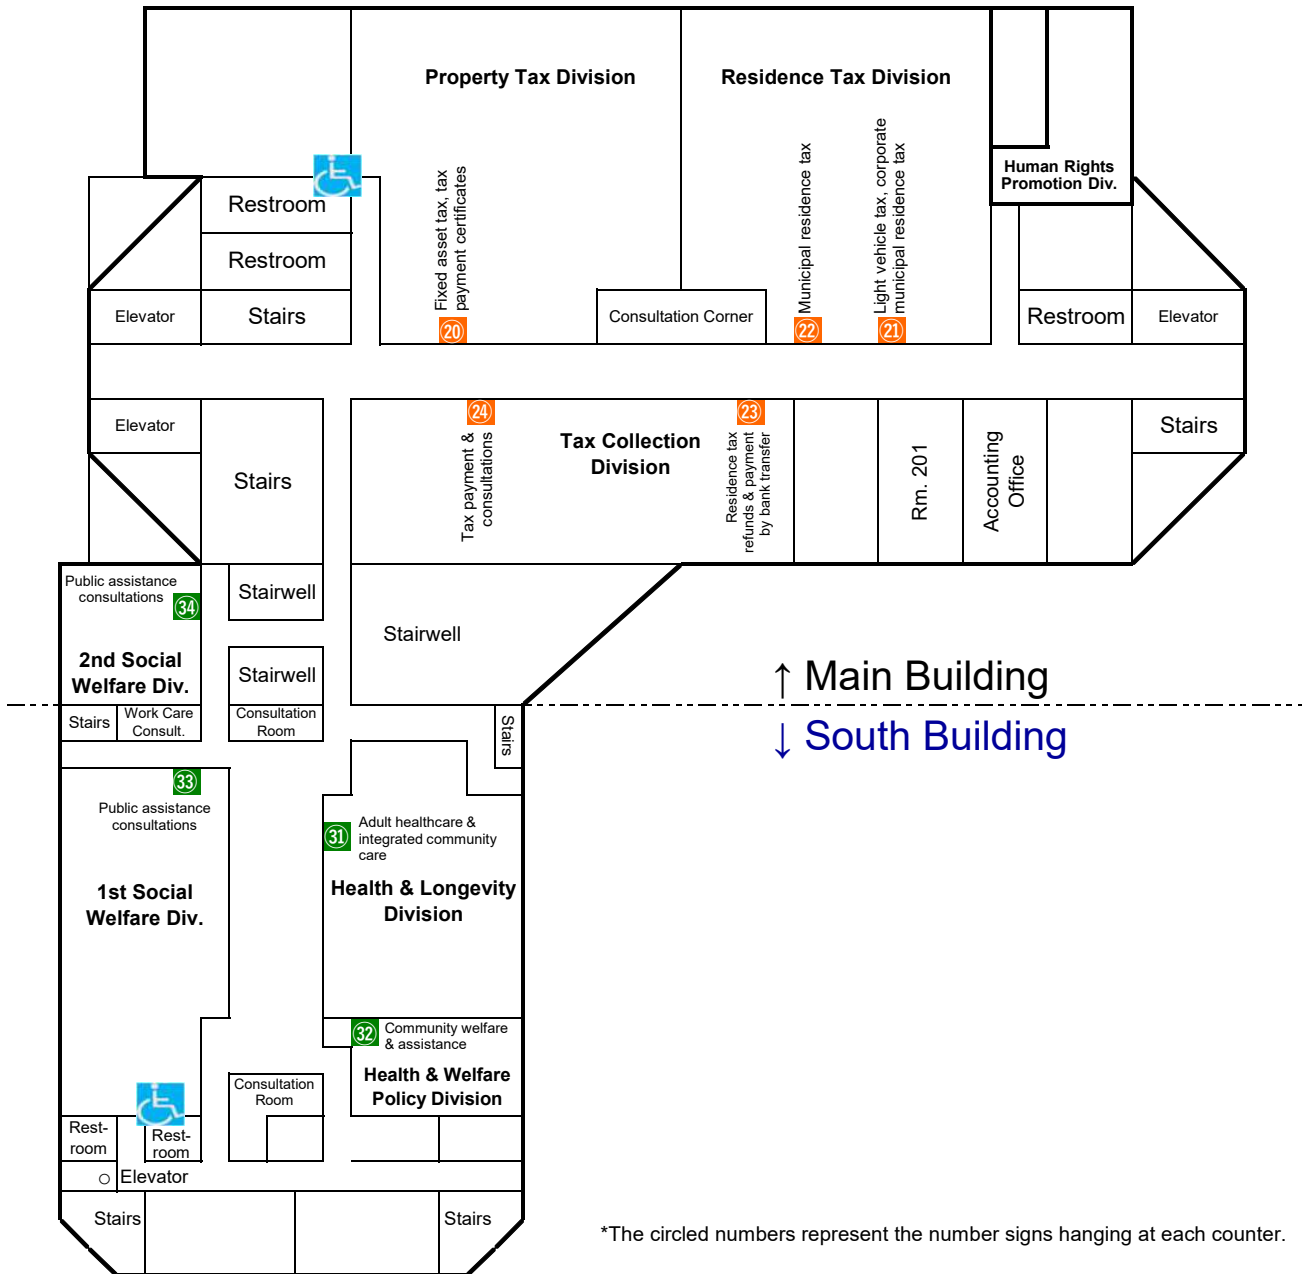 Property Tax Division
Residence Tax Division
Fixed asset tax, tax
payment certificates
⑳
Municipal residence tax
㉒
Light vehicle tax, corporate
municipal residence tax
㉑
Human Rights
Promotion Div.
Restroom
Restroom
Elevator
Stairs
Consultation Corner
Restroom
Elevator
Elevator
Stairs
㉔
Tax payment &
consultations
Tax Collection
Division
㉓
Residence tax
refunds & payment
by bank transfer
Rm. 201
Accounting
Office
Stairs
Public assistance
consultations
㉞
2nd Social
Welfare Div.
Stairwell
Stairwell
Stairwell
↑ Main Building
↓ South Building
Stairs
Work Care
Consult.
Consultation
Room
Stairs
㉝
Public assistance
consultations
1st Social
Welfare Div.
㉛
Adult healthcare &
integrated community
care
Health & Longevity
Division
㉜
Community welfare
& assistance
Health & Welfare
Policy Division
Consultation
Room
Rest-
room
Rest-
room
○ Elevator
Stairs
Stairs
*The circled numbers represent the number signs hanging at each counter.